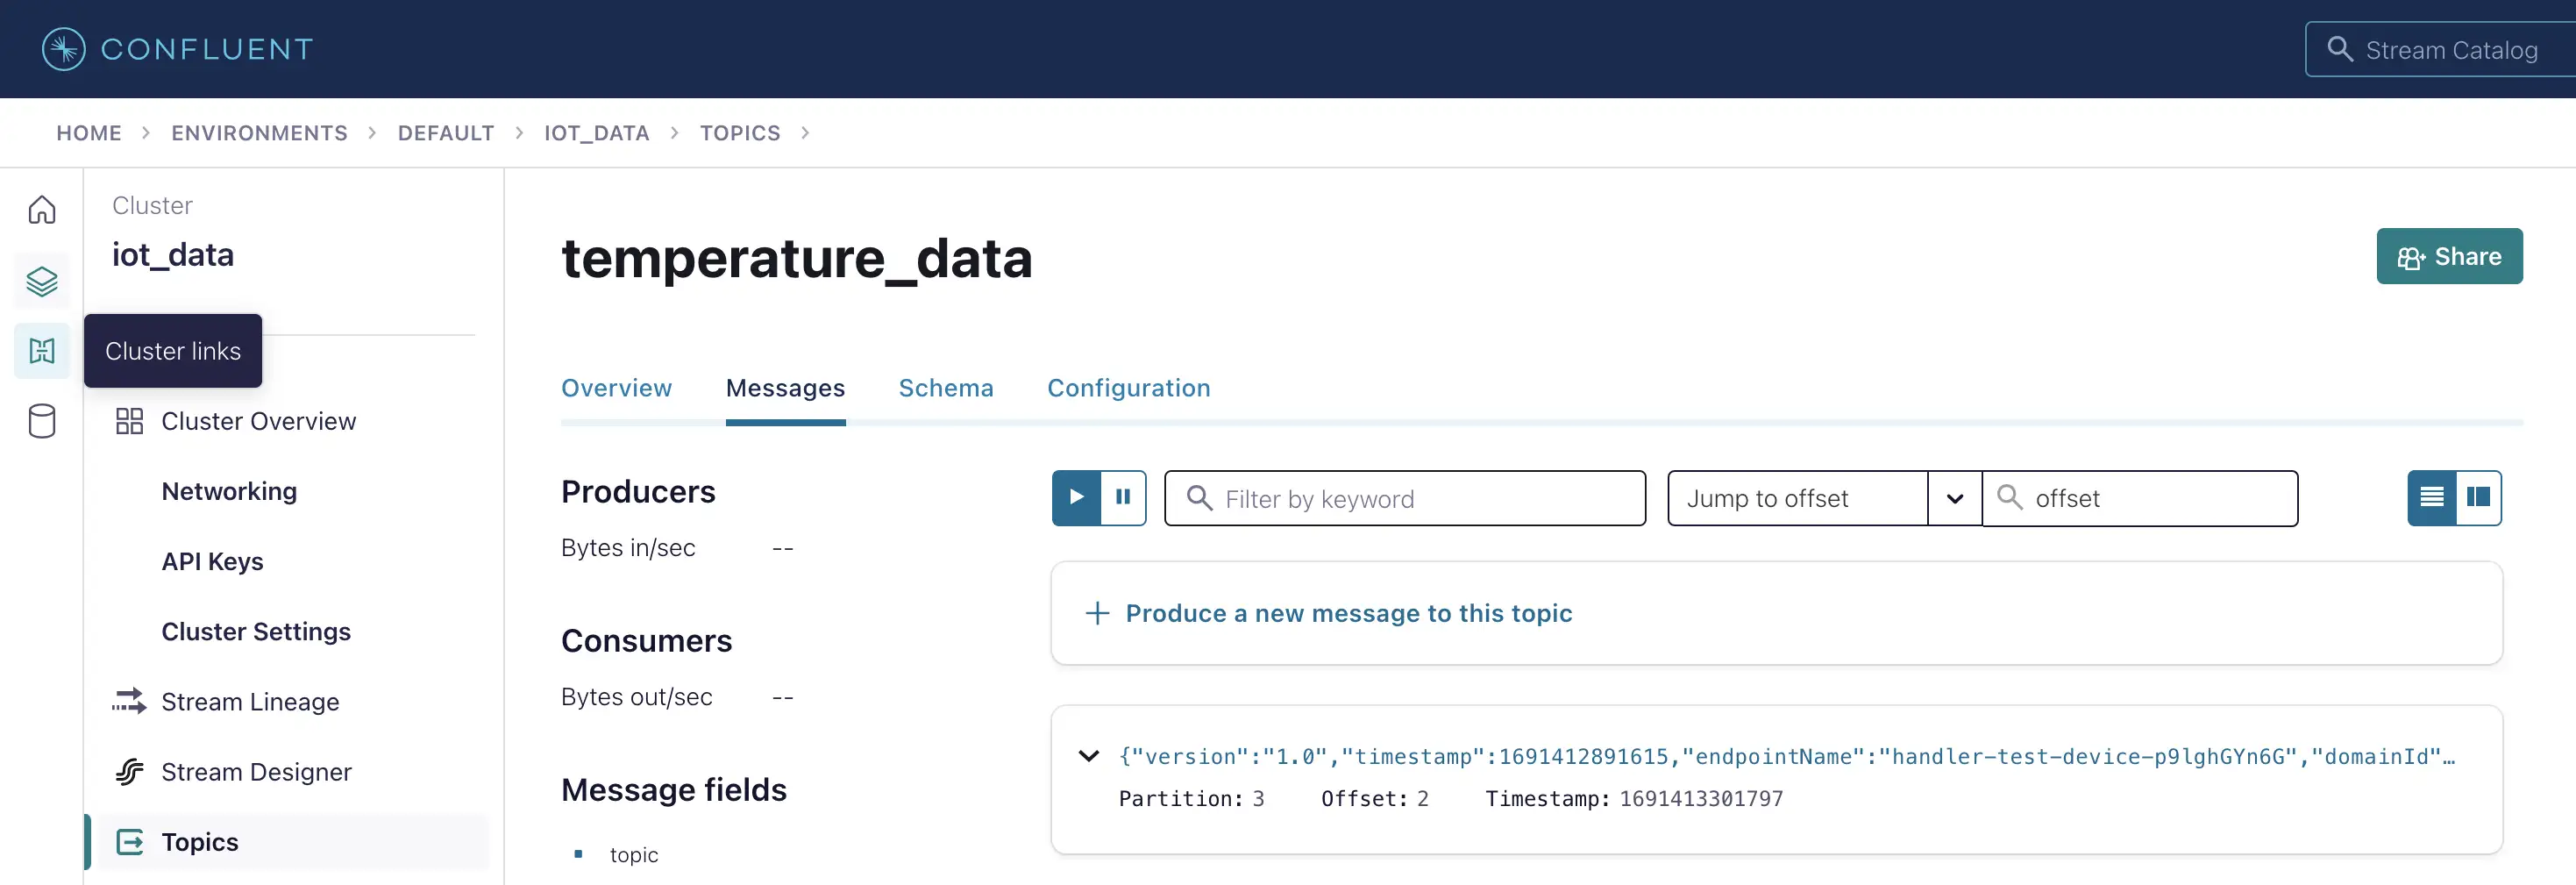 CONFLUENT
Stream Catalog
HOME > ENVIRONMENTS > DEFAULT > IOT_DATA > TOPICS >
Cluster
iot_data
Cluster links
Cluster Overview
Networking
API Keys
Cluster Settings
Stream Lineage
Stream Designer
Topics
temperature_data
Share
Overview Messages Schema Configuration
Producers
Bytes in/sec --
Consumers
Bytes out/sec --
Message fields
topic
Filter by keyword
Jump to offset
offset
+ Produce a new message to this topic
{"version":"1.0","timestamp":1691412891615,"endpointName":"handler-test-device-p9lghGYn6G","domainId"…
Partition: 3 Offset: 2 Timestamp: 1691413301797